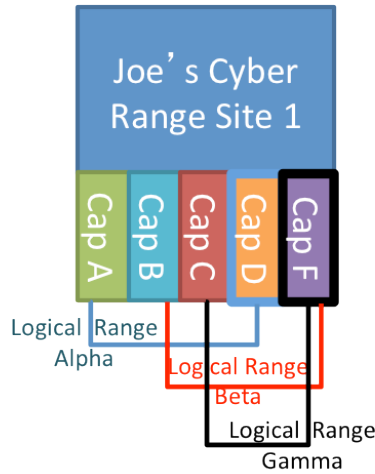 Joe's Cyber
Range Site 1
Cap A
Cap B
Cap C
Cap D
Cap F
Logical Range
Alpha
Logical Range
Beta
Logical Range
Gamma